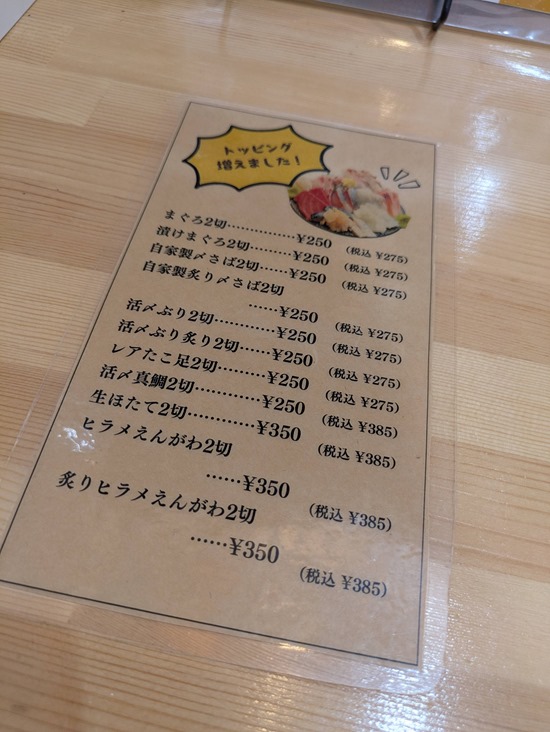 トッピング
増えました!
まぐろ2切……………¥250 (税込 ¥275)
漬けまぐろ2切………¥250 (税込 ¥275)
自家製〆さば2切……¥250 (税込 ¥275)
自家製炙り〆さば2切
……¥250 (税込 ¥275)
活〆ぶり2切…………¥250 (税込 ¥275)
活〆ぶり炙り2切……¥250 (税込 ¥275)
レアたこ足2切………¥250 (税込 ¥275)
活〆真鯛2切…………¥250 (税込 ¥385)
生ほたて2切…………¥350 (税込 ¥385)
ヒラメえんがわ2切
……¥350 (税込 ¥385)
炙りヒラメえんがわ2切
……¥350 (税込 ¥385)